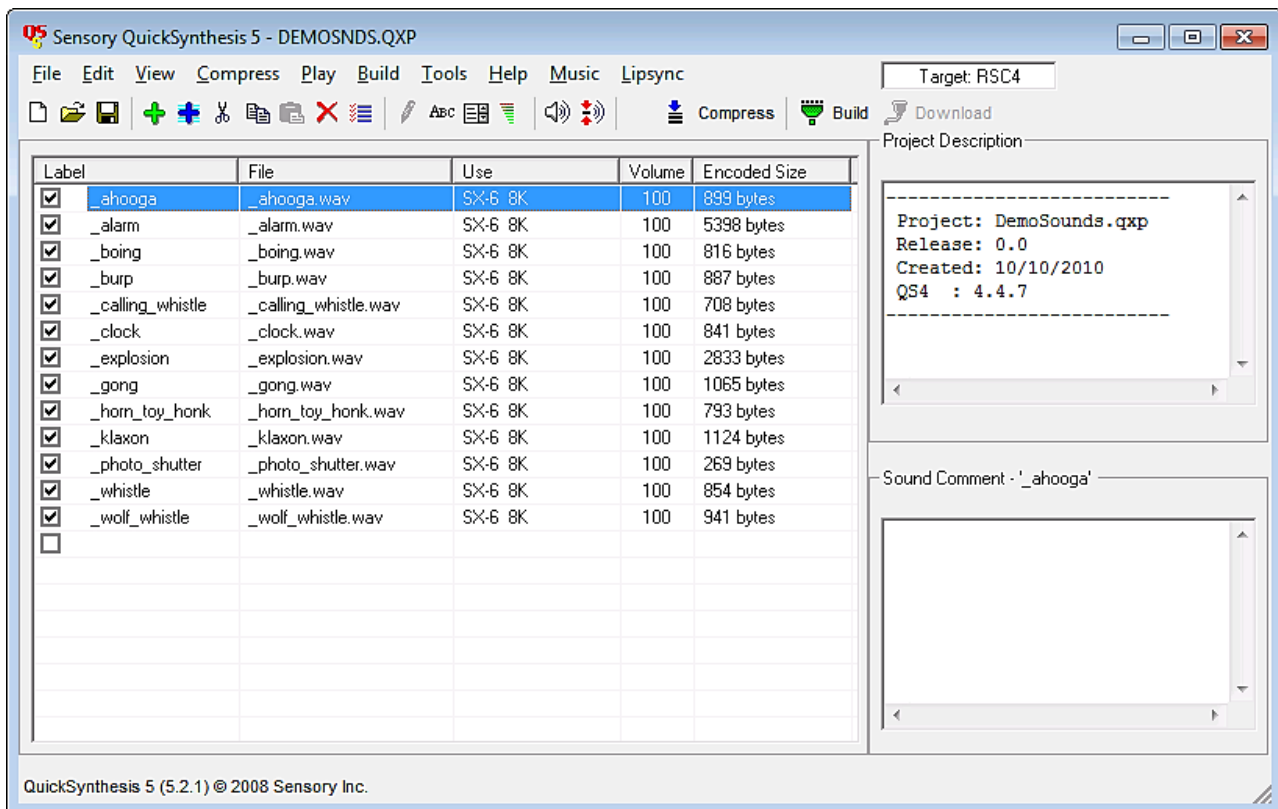 QS Sensory QuickSynthesis 5 - DEMOSNDS.QXP
File Edit View Compress Play Build Tools Help Music Lipsync Target: RSC4
ABC Compress Build Download
Project Description
Label File Use Volume Encoded Size
_ahooga _ahooga.wav SX-6 8K 100 899 bytes
_alarm _alarm.wav SX-6 8K 100 5398 bytes
_boing _boing.wav SX-6 8K 100 816 bytes
_burp _burp.wav SX-6 8K 100 887 bytes
_calling_whistle _calling_whistle.wav SX-6 8K 100 708 bytes
_clock _clock.wav SX-6 8K 100 841 bytes
_explosion _explosion.wav SX-6 8K 100 2833 bytes
_gong _gong.wav SX-6 8K 100 1065 bytes
_horn_toy_honk _horn_toy_honk.wav SX-6 8K 100 793 bytes
_klaxon _klaxon.wav SX-6 8K 100 1124 bytes
_photo_shutter _photo_shutter.wav SX-6 8K 100 269 bytes
_whistle _whistle.wav SX-6 8K 100 854 bytes
_wolf_whistle _wolf_whistle.wav SX-6 8K 100 941 bytes
--------------------------
Project: DemoSounds.qxp
Release: 0.0
Created: 10/10/2010
QS4 : 4.4.7
--------------------------
Sound Comment - '_ahooga'
QuickSynthesis 5 (5.2.1) © 2008 Sensory Inc.